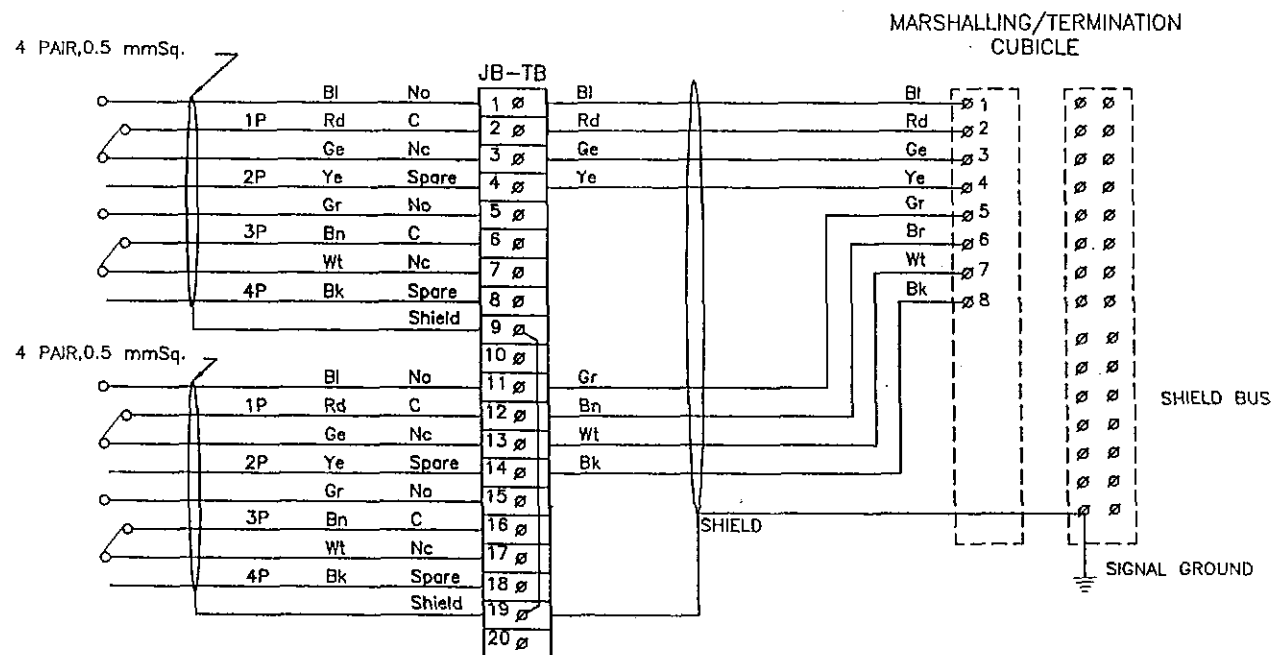 MARSHALLING/TERMINATION
CUBICLE
4 PAIR,0.5 mmSq.
JB-TB
Bl No 1 Bl Bl 1
1P Rd C 2 Rd Rd 2
Ge Nc 3 Ge Ge 3
2P Ye Spare 4 Ye Ye 4
Gr No 5 Gr 5
3P Bn C 6 Br 6
Wt Nc 7 Wt 7
4P Bk Spare 8 Bk 8
Shield 9
4 PAIR,0.5 mmSq.
10
Bl No 11 Gr
1P Rd C 12 Bn
SHIELD BUS
Ge Nc 13 Wt
2P Ye Spare 14 Bk
Gr No 15
3P Bn C 16 SHIELD
Wt Nc 17
4P Bk Spare 18 SIGNAL GROUND
Shield 19
20